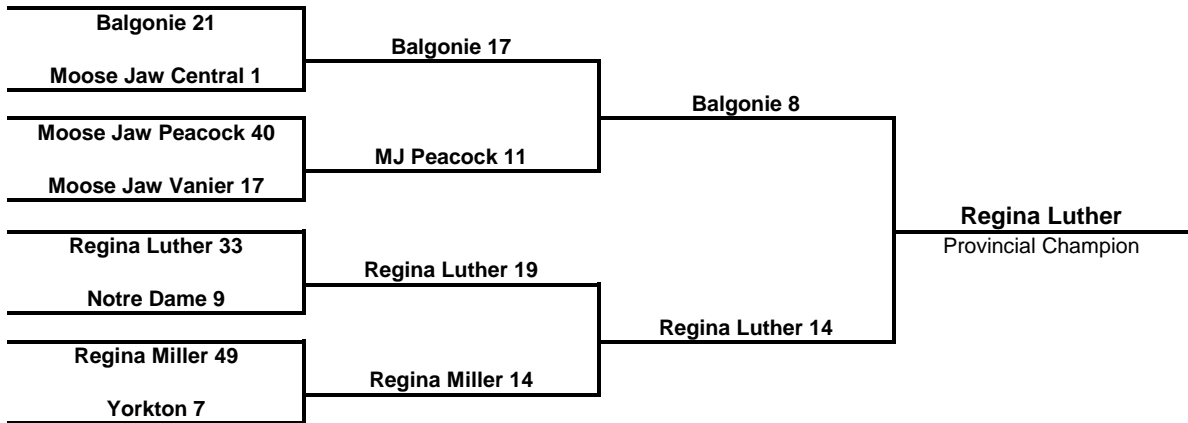 Balgonie 21
Moose Jaw Central 1
Moose Jaw Peacock 40
Moose Jaw Vanier 17
Regina Luther 33
Notre Dame 9
Regina Miller 49
Yorkton 7
Balgonie 17
MJ Peacock 11
Regina Luther 19
Regina Miller 14
Balgonie 8
Regina Luther 14
Regina Luther
Provincial Champion